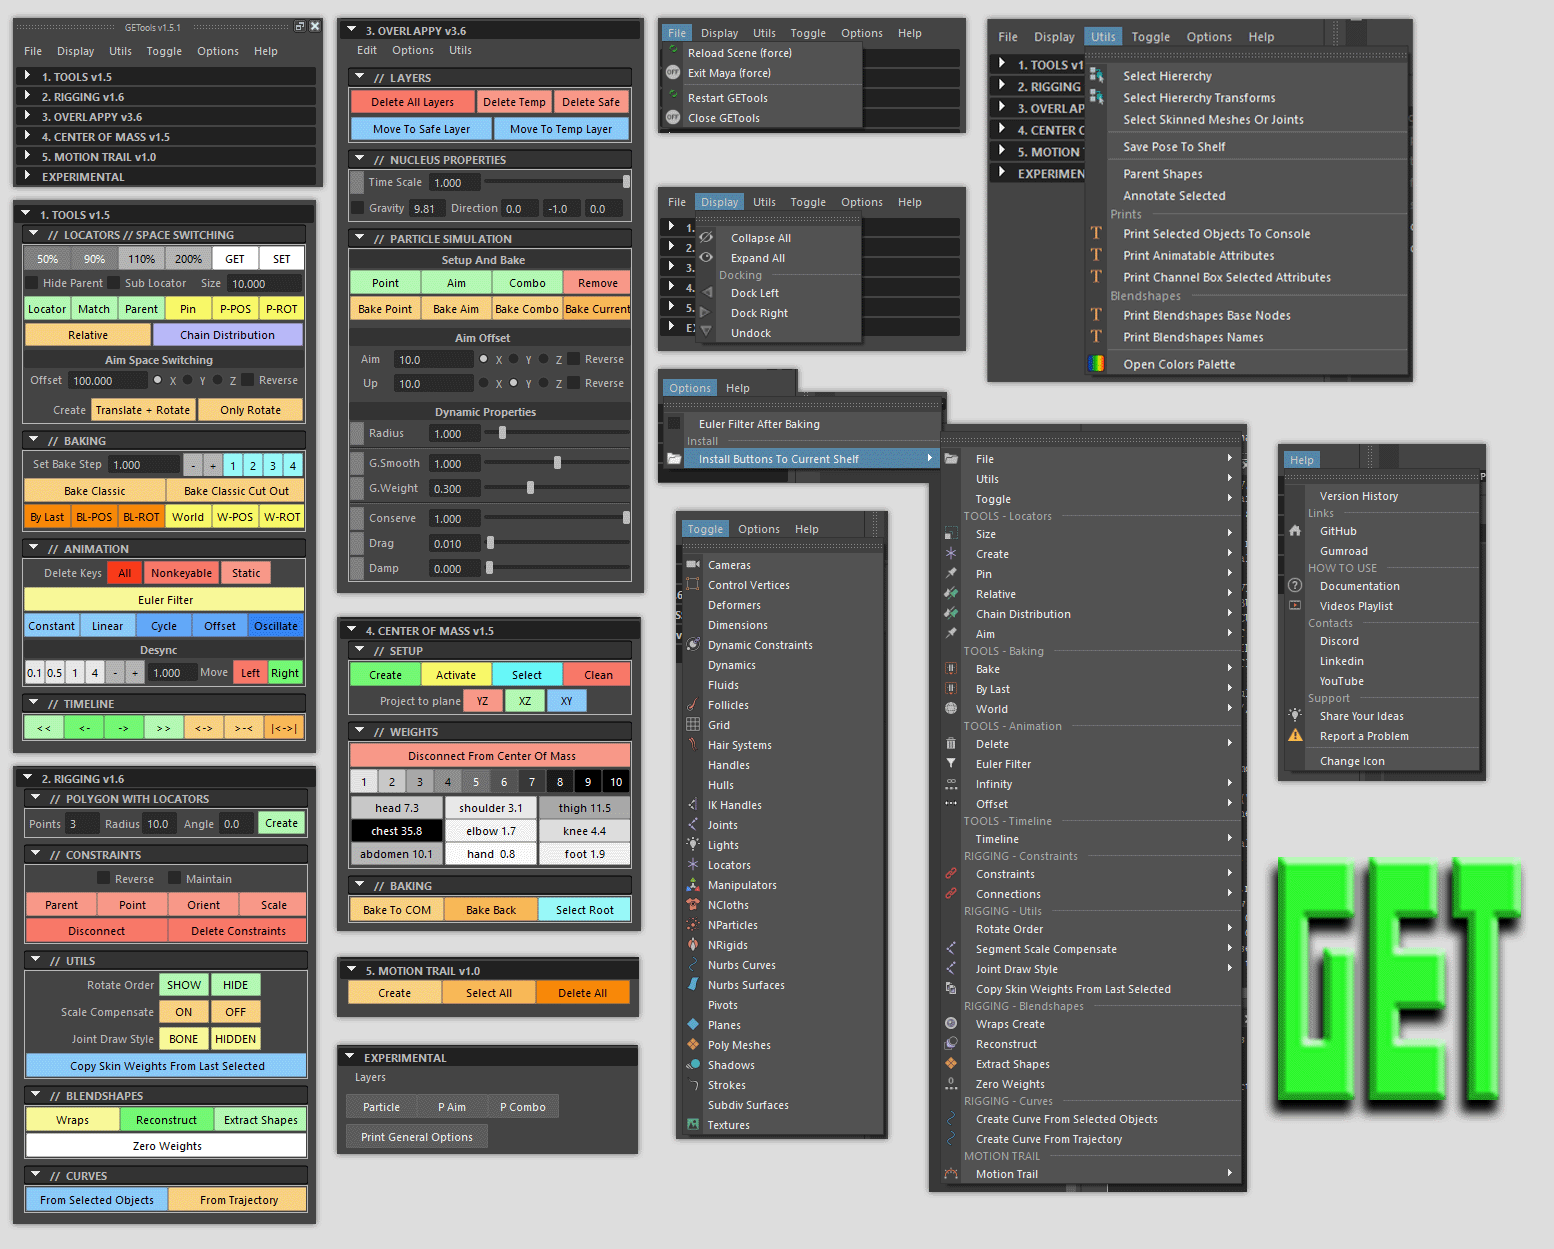 GETools v1.5.1
File Display Utils Toggle Options Help
1. TOOLS v1.5
2. RIGGING v1.6
3. OVERLAPPY v3.6
4. CENTER OF MASS v1.5
5. MOTION TRAIL v1.0
EXPERIMENTAL
1. TOOLS v1.5
// LOCATORS // SPACE SWITCHING
50% 90% 110% 200% GET SET
Hide Parent Sub Locator Size 10.000
Locator Match Parent Pin P-POS P-ROT
Relative Chain Distribution
Aim Space Switching
Offset 100.000 X Y Z Reverse
Create Translate + Rotate Only Rotate
// BAKING
Set Bake Step 1.000 - + 1 2 3 4
Bake Classic Bake Classic Cut Out
By Last BL-POS BL-ROT World W-POS W-ROT
// ANIMATION
Delete Keys All Nonkeyable Static
Euler Filter
Constant Linear Cycle Offset Oscillate
Desync
0.1 0.5 1 4 - + 1.000 Move Left Right
// TIMELINE
<< <- -> >> <-> >-< |<->|
2. RIGGING v1.6
// POLYGON WITH LOCATORS
Points 3 Radius 10.0 Angle 0.0 Create
// CONSTRAINTS
Reverse Maintain
Parent Point Orient Scale
Disconnect Delete Constraints
// UTILS
Rotate Order SHOW HIDE
Scale Compensate ON OFF
Joint Draw Style BONE HIDDEN
Copy Skin Weights From Last Selected
// BLENDSHAPES
Wraps Reconstruct Extract Shapes
Zero Weights
// CURVES
From Selected Objects From Trajectory
3. OVERLAPPY v3.6
Edit Options Utils
// LAYERS
Delete All Layers Delete Temp Delete Safe
Move To Safe Layer Move To Temp Layer
// NUCLEUS PROPERTIES
Time Scale 1.000
Gravity 9.81 Direction 0.0 -1.0 0.0
// PARTICLE SIMULATION
Setup And Bake
Point Aim Combo Remove
Bake Point Bake Aim Bake Combo Bake Current
Aim Offset
Aim 10.0 X Y Z Reverse
Up 10.0 X Y Z Reverse
Dynamic Properties
Radius 1.000
G.Smooth 1.000
G.Weight 0.300
Conserve 1.000
Drag 0.010
Damp 0.000
4. CENTER OF MASS v1.5
// SETUP
Create Activate Select Clean
Project to plane YZ XZ XY
// WEIGHTS
Disconnect From Center Of Mass
1 2 3 4 5 6 7 8 9 10
head 7.3 shoulder 3.1 thigh 11.5
chest 35.8 elbow 1.7 knee 4.4
abdomen 10.1 hand 0.8 foot 1.9
// BAKING
Bake To COM Bake Back Select Root
5. MOTION TRAIL v1.0
Create Select All Delete All
EXPERIMENTAL
Layers
Particle P Aim P Combo
Print General Options
File Display Utils Toggle Options Help
Reload Scene (force)
OFF Exit Maya (force)
Restart GETools
OFF Close GETools
File Display Utils Toggle Options Help
1.
2.
3.
4.
5.
Collapse All
Expand All
Docking
Dock Left
Dock Right
Undock
Options Help
Euler Filter After Baking
Install
Install Buttons To Current Shelf
Toggle Options Help
Cameras
Control Vertices
Deformers
Dimensions
Dynamic Constraints
Dynamics
Fluids
Follicles
Grid
Hair Systems
Handles
Hulls
IK Handles
Joints
Lights
Locators
Manipulators
NCloths
NParticles
NRigids
Nurbs Curves
Nurbs Surfaces
Pivots
Planes
Poly Meshes
Shadows
Strokes
Subdiv Surfaces
Textures
File
Utils
Toggle
TOOLS - Locators
Size
Create
Pin
Relative
Chain Distribution
Aim
TOOLS - Baking
Bake
By Last
World
TOOLS - Animation
Delete
Euler Filter
Infinity
Offset
TOOLS - Timeline
Timeline
RIGGING - Constraints
Constraints
Connections
RIGGING - Utils
Rotate Order
Segment Scale Compensate
Joint Draw Style
Copy Skin Weights From Last Selected
RIGGING - Blendshapes
Wraps Create
Reconstruct
Extract Shapes
Zero Weights
RIGGING - Curves
Create Curve From Selected Objects
Create Curve From Trajectory
MOTION TRAIL
Motion Trail
File Display Utils Toggle Options Help
1. TOOLS v1
2. RIGGING
3. OVERLAP
4. CENTER
5. MOTION
EXPERIMEN
Select Hiererchy
Select Hiererchy Transforms
Select Skinned Meshes Or Joints
Save Pose To Shelf
Parent Shapes
Annotate Selected
Prints
Print Selected Objects To Console
Print Animatable Attributes
Print Channel Box Selected Attributes
Blendshapes
Print Blendshapes Base Nodes
Print Blendshapes Names
Open Colors Palette
Help
Version History
Links
GitHub
Gumroad
HOW TO USE
Documentation
Videos Playlist
Contacts
Discord
Linkedin
YouTube
Support
Share Your Ideas
Report a Problem
Change Icon
GET